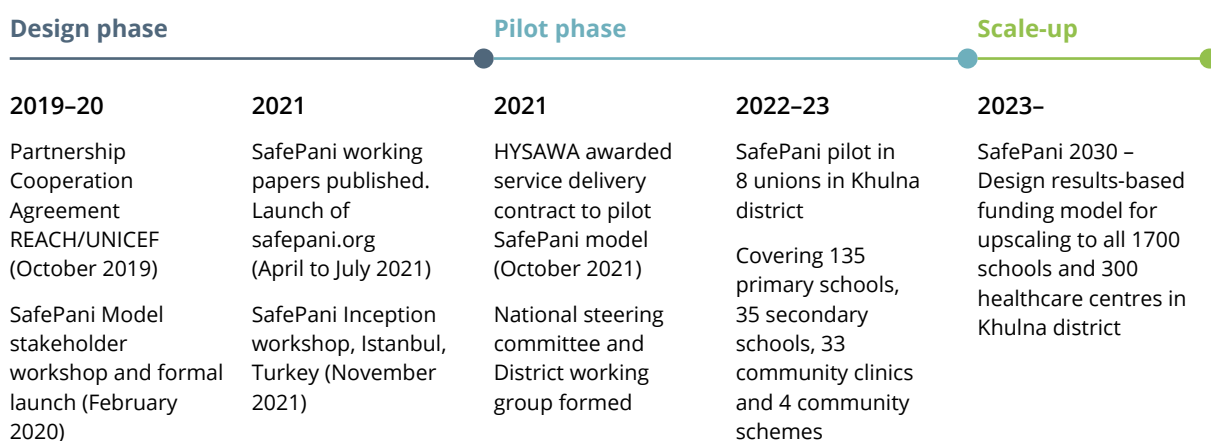 Design phase
Pilot phase
Scale-up
2019–20
Partnership
Cooperation
Agreement
REACH/UNICEF
(October 2019)
SafePani Model
stakeholder
workshop and formal
launch (February
2020)
2021
SafePani working
papers published.
Launch of
safepani.org
(April to July 2021)
SafePani Inception
workshop, Istanbul,
Turkey (November
2021)
2021
HYSAWA awarded
service delivery
contract to pilot
SafePani model
(October 2021)
National steering
committee and
District working
group formed
2022–23
SafePani pilot in
8 unions in Khulna
district
Covering 135
primary schools,
35 secondary
schools, 33
community clinics
and 4 community
schemes
2023–
SafePani 2030 –
Design results-based
funding model for
upscaling to all 1700
schools and 300
healthcare centres in
Khulna district